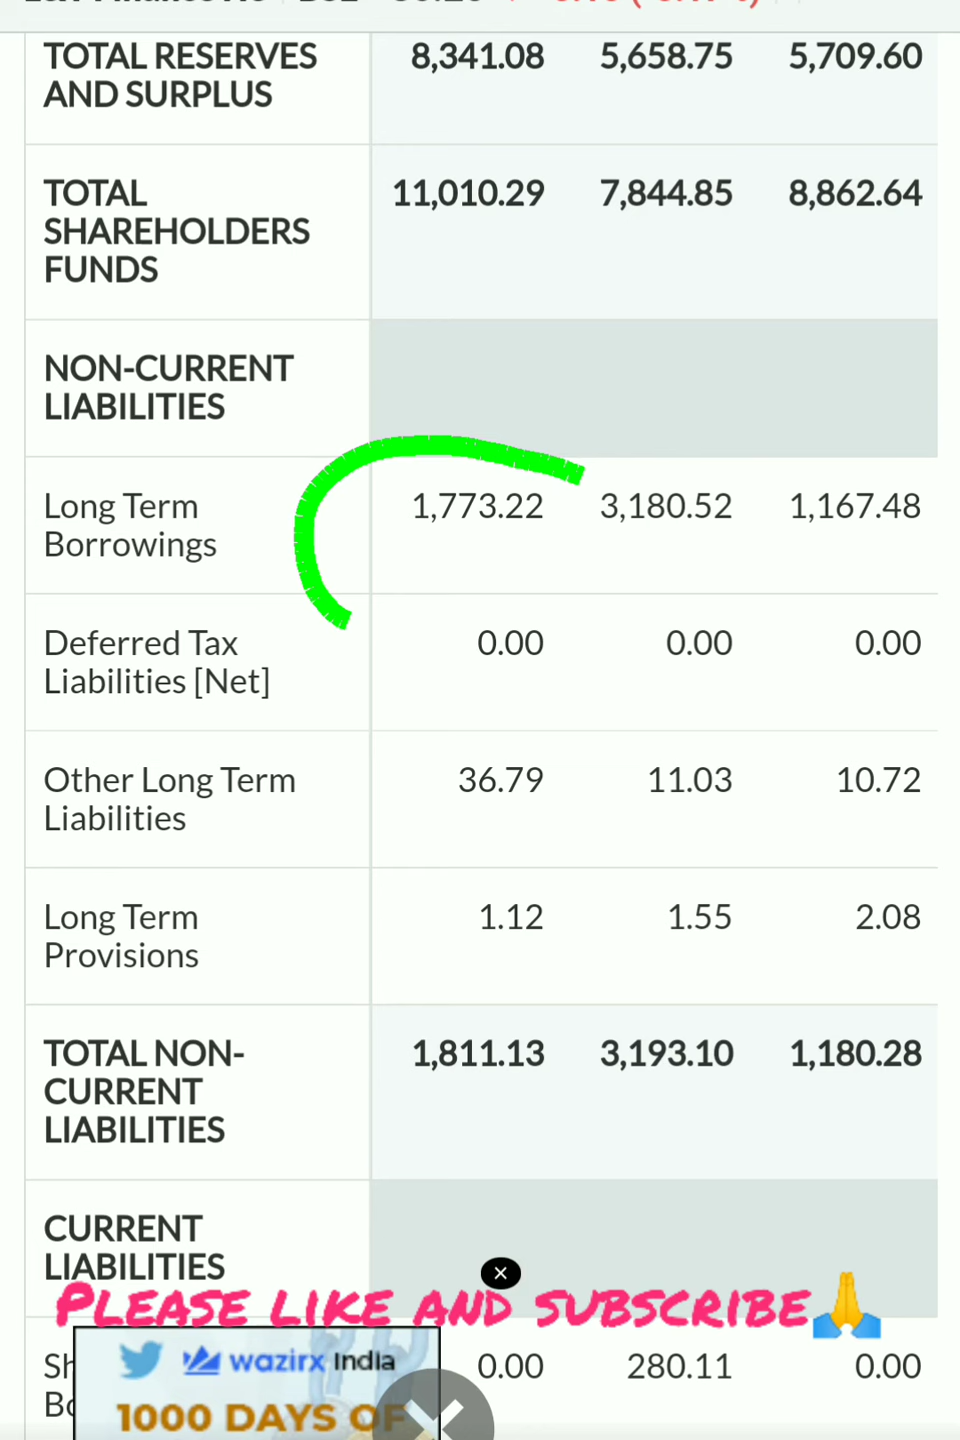 TOTAL RESERVES 8,341.08 5,658.75 5,709.60
AND SURPLUS
TOTAL 11,010.29 7,844.85 8,862.64
SHAREHOLDERS
FUNDS
NON-CURRENT
LIABILITIES
Long Term 1,773.22 3,180.52 1,167.48
Borrowings
Deferred Tax 0.00 0.00 0.00
Liabilities [Net]
Other Long Term 36.79 11.03 10.72
Liabilities
Long Term 1.12 1.55 2.08
Provisions
TOTAL NON- 1,811.13 3,193.10 1,180.28
CURRENT
LIABILITIES
CURRENT
LIABILITIES
PLEASE LIKE AND SUBSCRIBE🙏
0.00 280.11 0.00
wazirx India
1000 DAYS OF